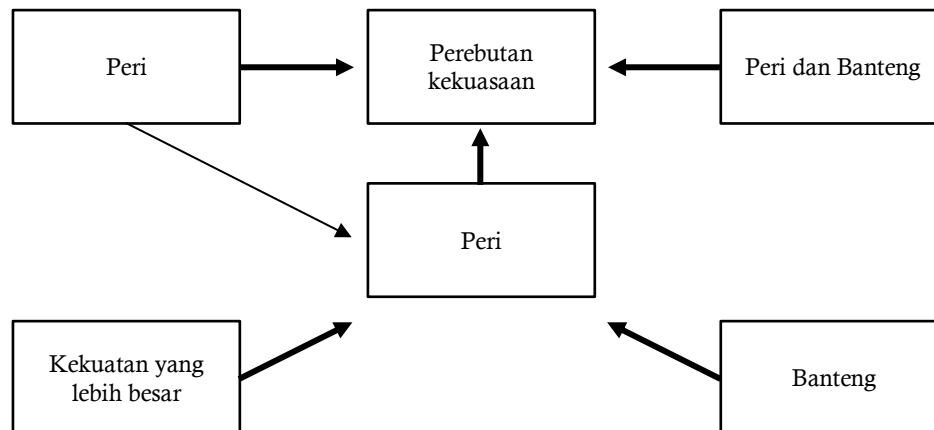 Peri
Perebutan
kekuasaan
Peri dan Banteng
Peri
Kekuatan yang
lebih besar
Banteng